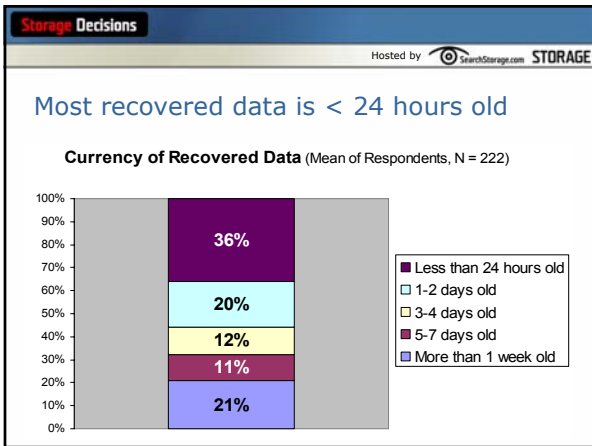 Storage Decisions
Hosted by SearchStorage.com STORAGE
Most recovered data is < 24 hours old
Currency of Recovered Data (Mean of Respondents, N = 222)
100%
90%
80%
70%
60%
50%
40%
30%
20%
10%
0%
36%
20%
12%
11%
21%
Less than 24 hours old
1-2 days old
3-4 days old
5-7 days old
More than 1 week old